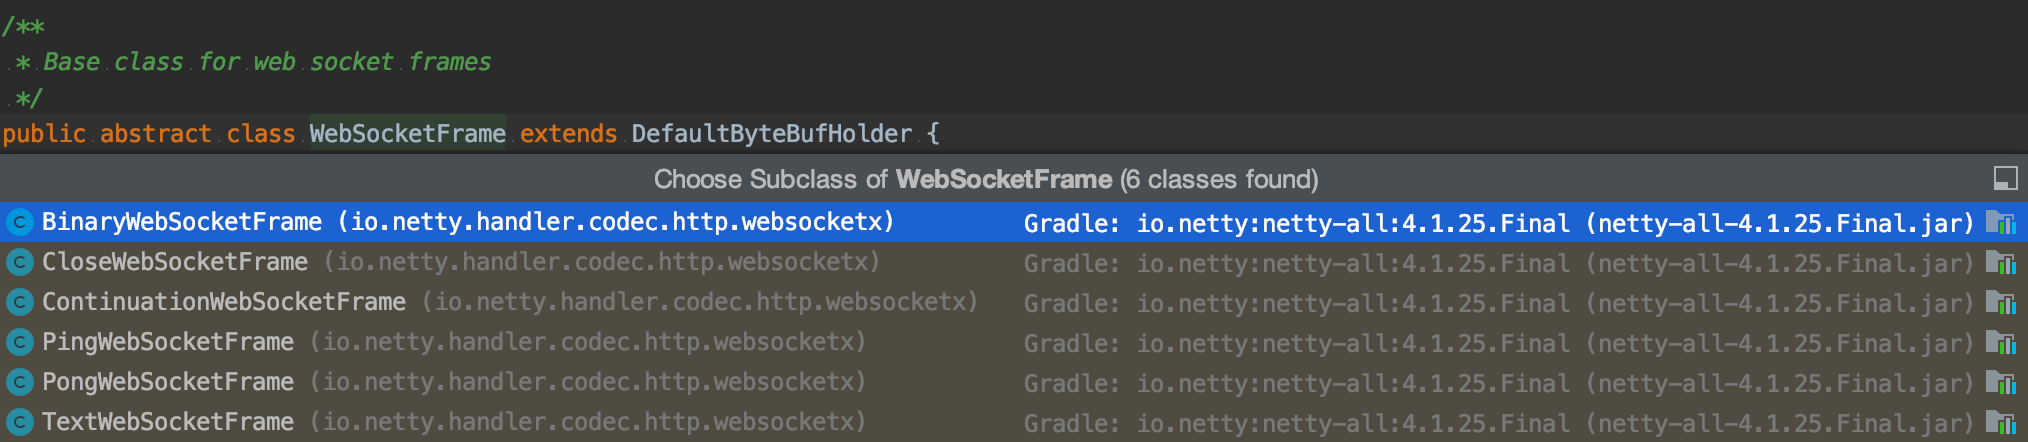 /**
* Base class for web socket frames
*/
public abstract class WebSocketFrame extends DefaultByteBufHolder {
Choose Subclass of WebSocketFrame (6 classes found)
C BinaryWebSocketFrame (io.netty.handler.codec.http.websocketx) Gradle: io.netty:netty-all:4.1.25.Final (netty-all-4.1.25.Final.jar)
C CloseWebSocketFrame (io.netty.handler.codec.http.websocketx) Gradle: io.netty:netty-all:4.1.25.Final (netty-all-4.1.25.Final.jar)
C ContinuationWebSocketFrame (io.netty.handler.codec.http.websocketx) Gradle: io.netty:netty-all:4.1.25.Final (netty-all-4.1.25.Final.jar)
C PingWebSocketFrame (io.netty.handler.codec.http.websocketx) Gradle: io.netty:netty-all:4.1.25.Final (netty-all-4.1.25.Final.jar)
C PongWebSocketFrame (io.netty.handler.codec.http.websocketx) Gradle: io.netty:netty-all:4.1.25.Final (netty-all-4.1.25.Final.jar)
C TextWebSocketFrame (io.netty.handler.codec.http.websocketx) Gradle: io.netty:netty-all:4.1.25.Final (netty-all-4.1.25.Final.jar)